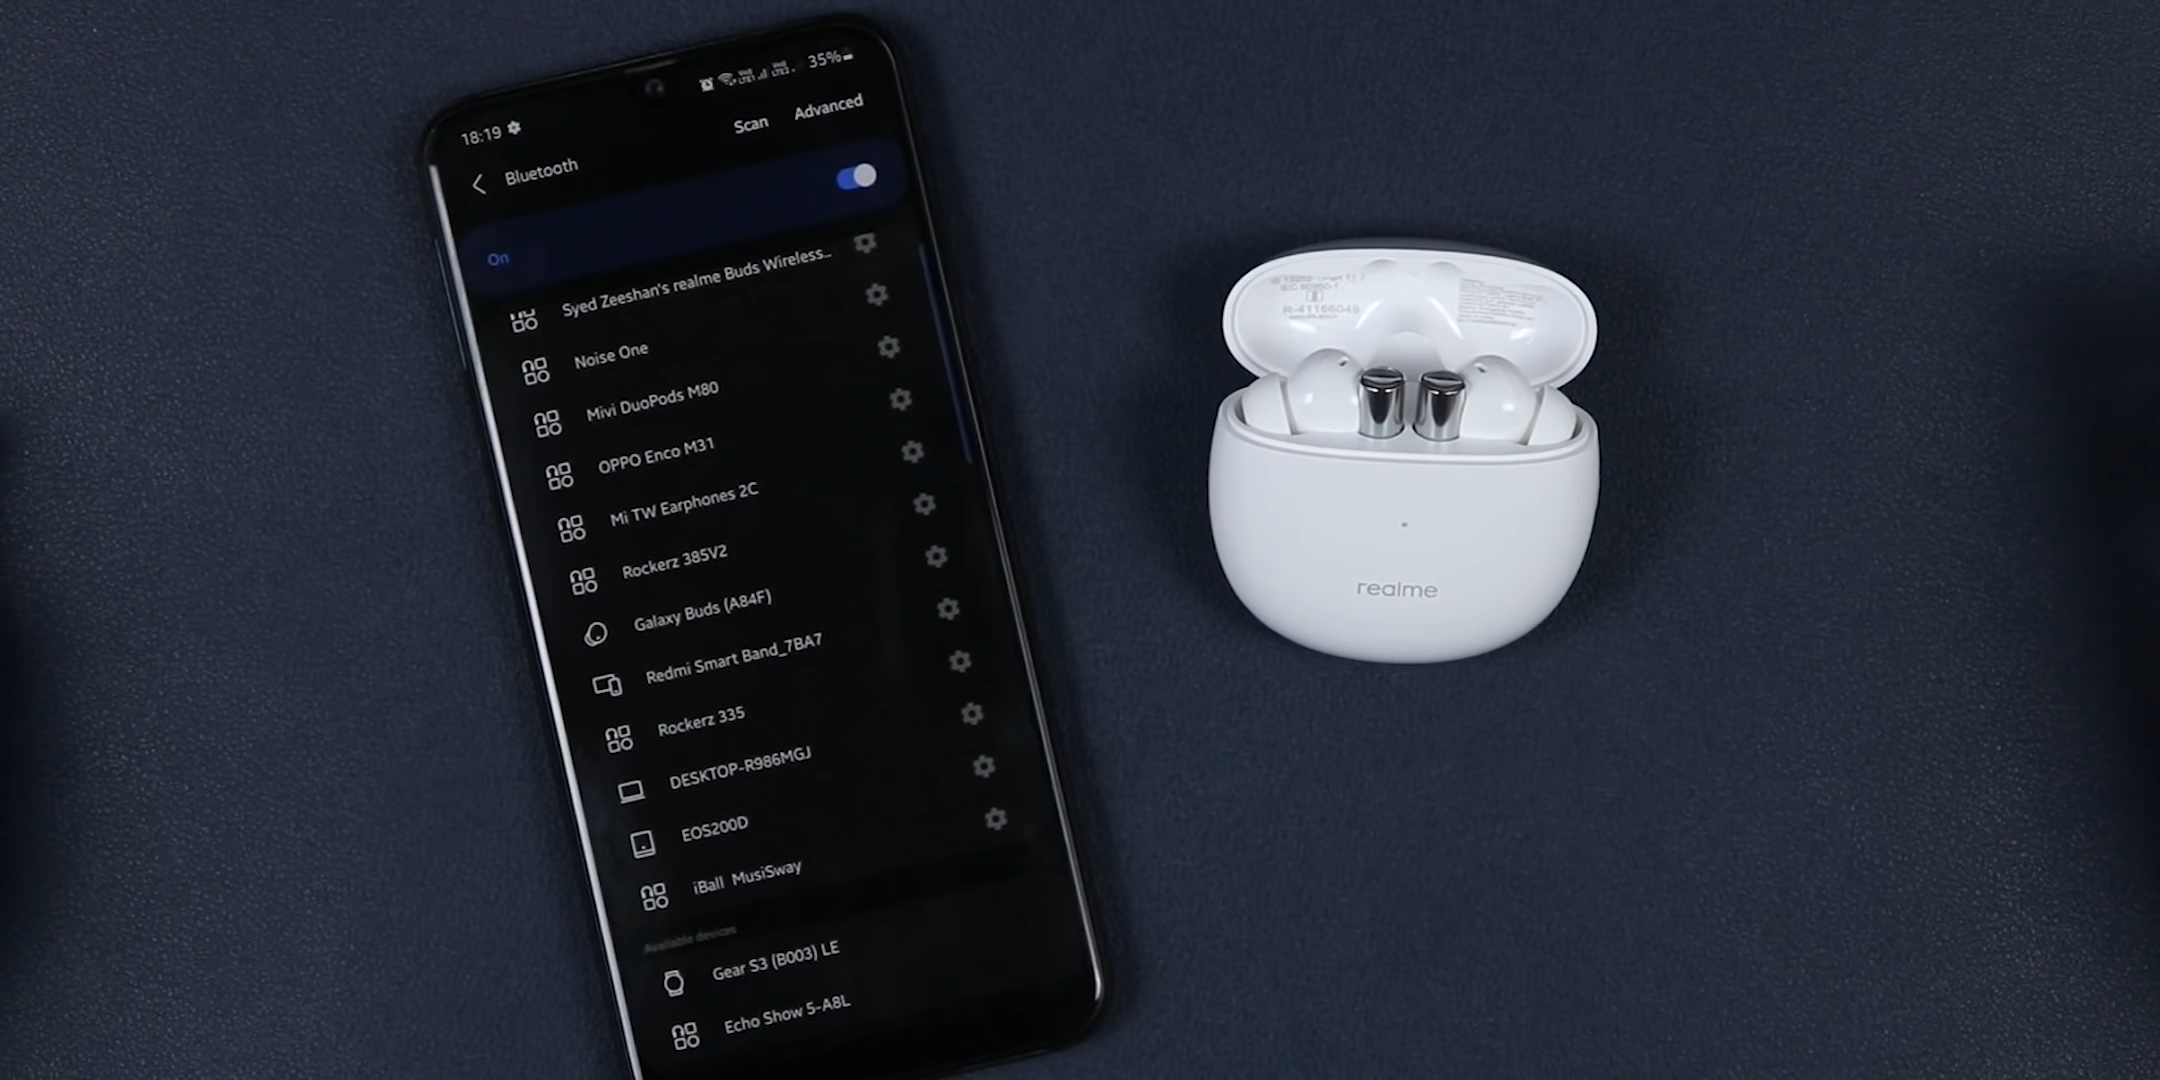 18:19
35%
Scan Advanced
Bluetooth
On
Syed Zeeshan's realme Buds Wireless..
Noise One
Mivi DuoPods M80
OPPO Enco M31
Mi TW Earphones 2C
Rockerz 385V2
Galaxy Buds (A84F)
Redmi Smart Band_7BA7
Rockerz 335
DESKTOP-R986MGJ
EOS200D
iBall MusiSway
Available devices
Gear S3 (B003) LE
Echo Show 5-A8L
R-41166049
realme